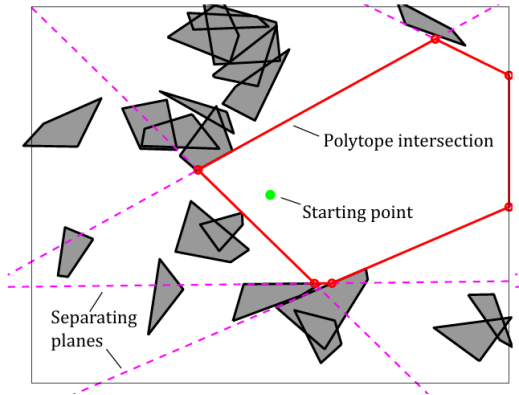 Polytope intersection
Starting point
Separating
planes